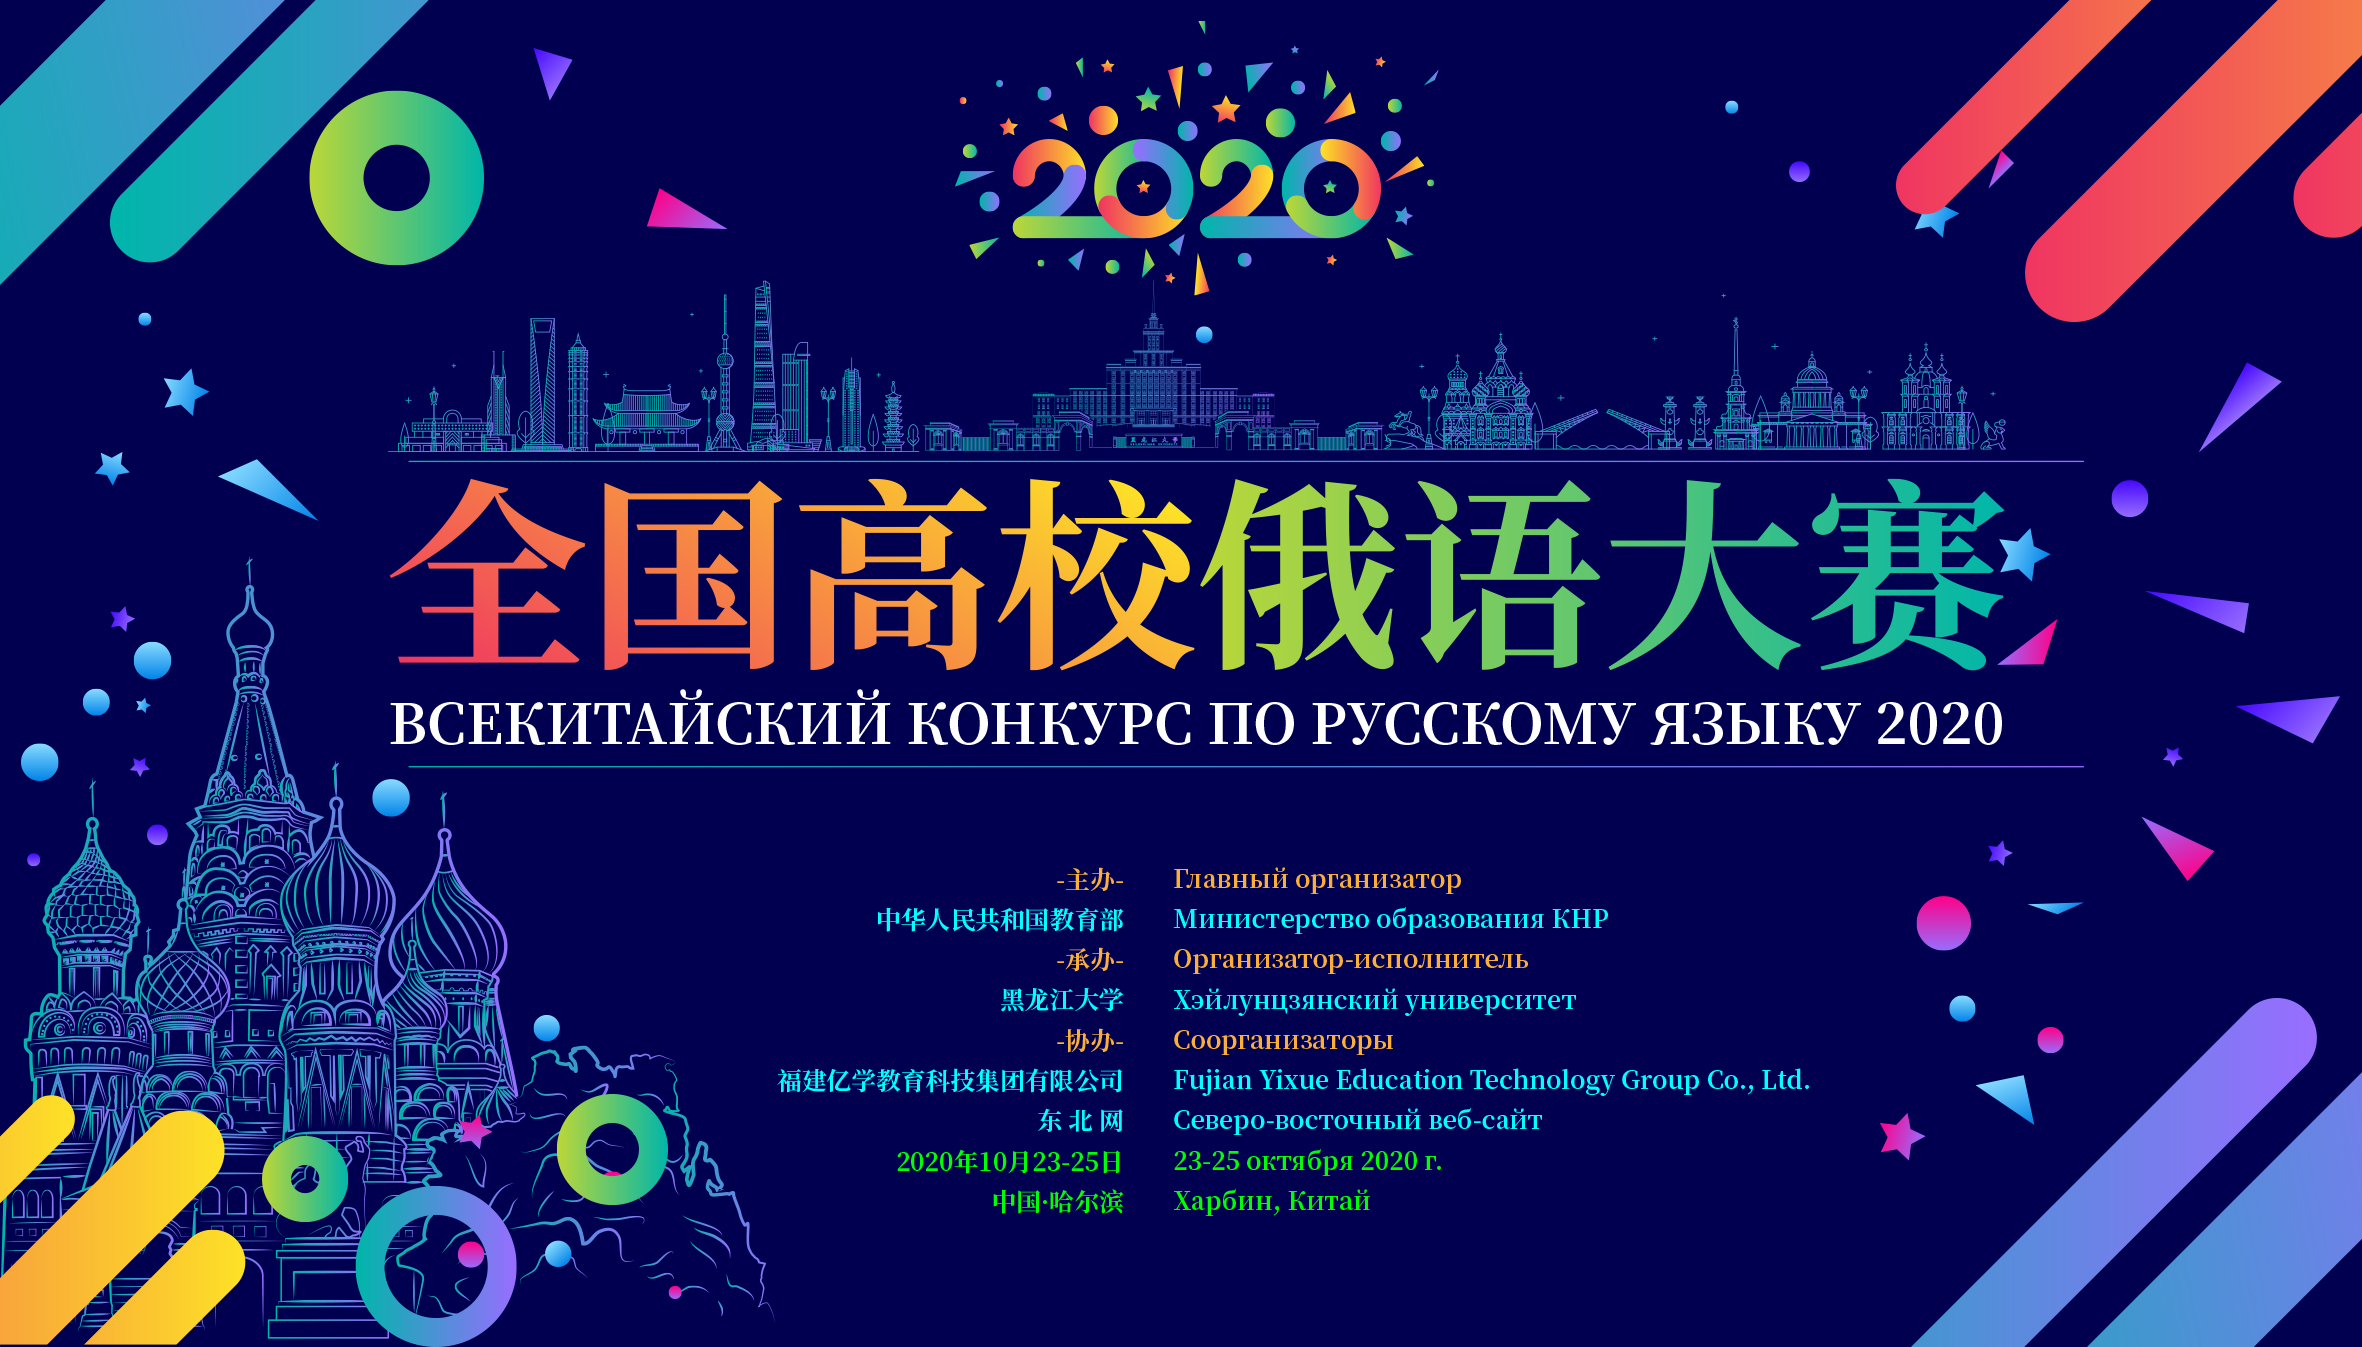 2020
黑龙江大学
全国高校俄语大赛
ВСЕКИТАЙСКИЙ КОНКУРС ПО РУССКОМУ ЯЗЫКУ 2020
-主办- Главный организатор
中华人民共和国教育部 Министерство образования КНР
-承办- Организатор-исполнитель
黑龙江大学 Хэйлунцзянский университет
-协办- Соорганизаторы
福建亿学教育科技集团有限公司 Fujian Yixue Education Technology Group Co., Ltd.
东 北 网 Северо-восточный веб-сайт
2020年10月23-25日 23-25 октября 2020 г.
中国·哈尔滨 Харбин, Китай